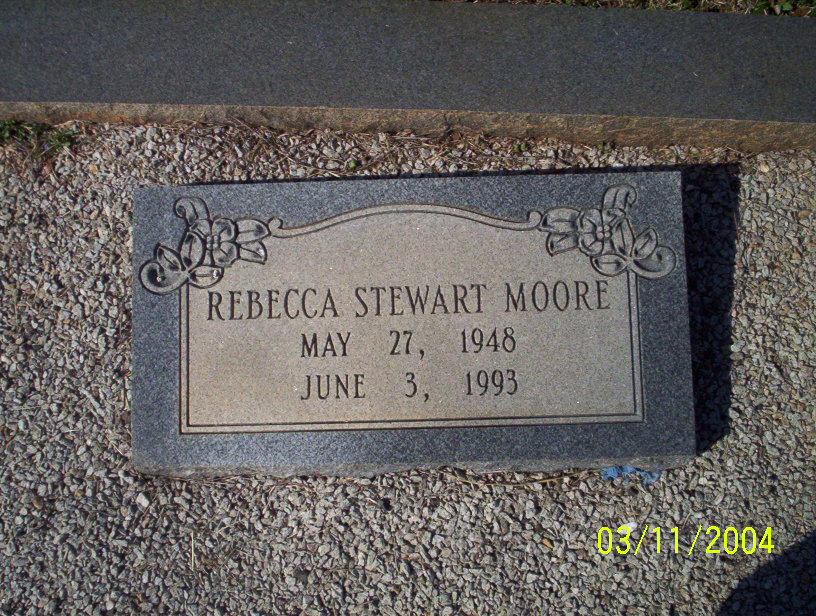 REBECCA STEWART MOORE
MAY 27, 1948
JUNE 3, 1993
03/11/2004